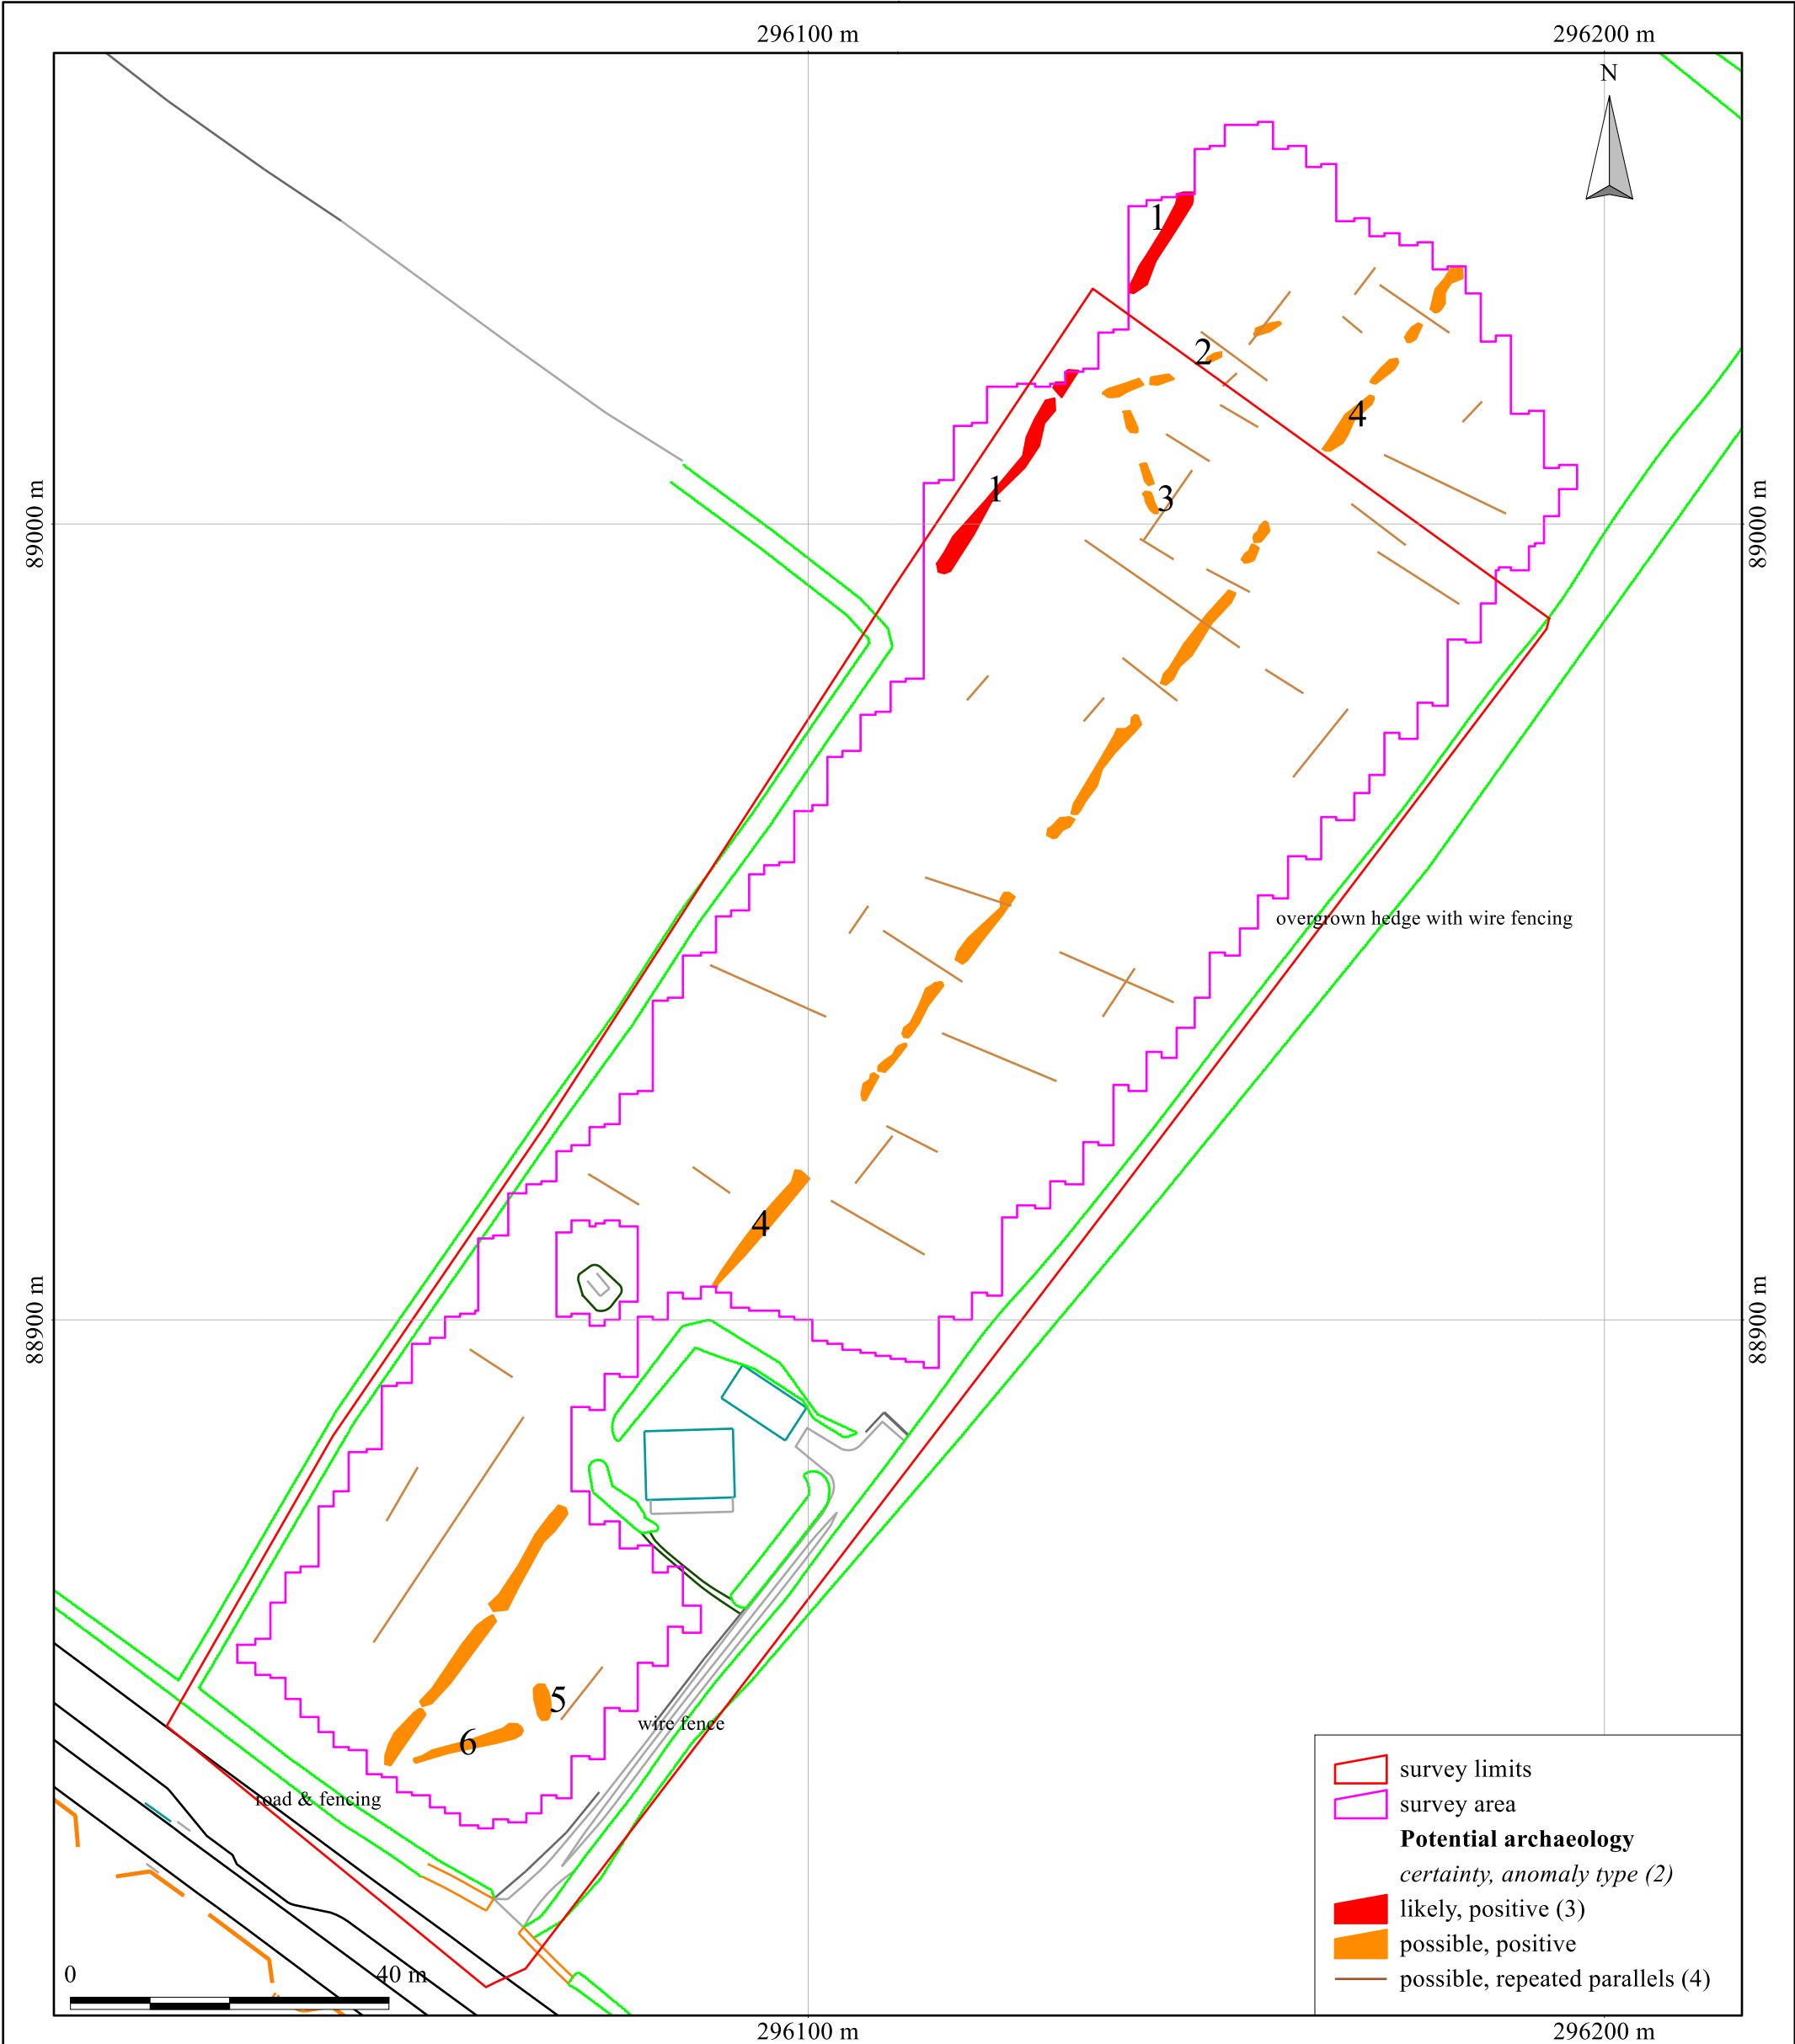 296100 m
296200 m
N
1
2
4
1
3
89000 m
89000 m
overgrown hedge with wire fencing
4
88900 m
88900 m
5
6
wire fence
road & fencing
survey limits
survey area
Potential archaeology
certainty, anomaly type (2)
likely, positive (3)
possible, positive
possible, repeated parallels (4)
0
40 m
296100 m
296200 m